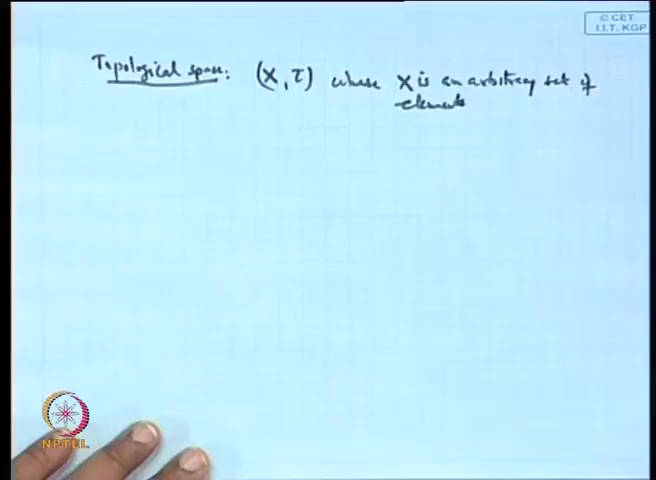 © CET
I.I.T. KGP
Topological space: (X, τ) where X is an arbitrary set of
elements
NPTEL